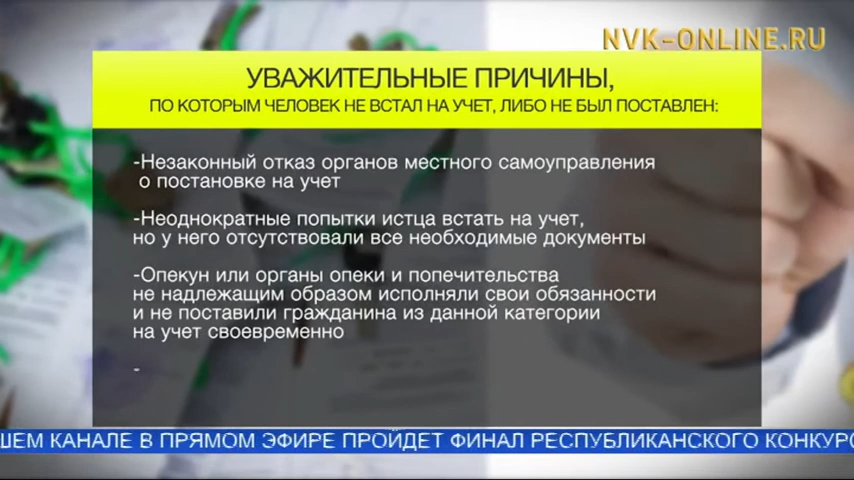 NVK-ONLINE.RU
УВАЖИТЕЛЬНЫЕ ПРИЧИНЫ,
ПО КОТОРЫМ ЧЕЛОВЕК НЕ ВСТАЛ НА УЧЕТ, ЛИБО НЕ БЫЛ ПОСТАВЛЕН:
-Незаконный отказ органов местного самоуправления
о постановке на учет
-Неоднократные попытки истца встать на учет,
но у него отсутствовали все необходимые документы
-Опекун или органы опеки и попечительства
не надлежащим образом исполняли свои обязанности
и не поставили гражданина из данной категории
на учет своевременно
-
ШЕМ КАНАЛЕ В ПРЯМОМ ЭФИРЕ ПРОЙДЕТ ФИНАЛ РЕСПУБЛИКАНСКОГО КОНКУРС